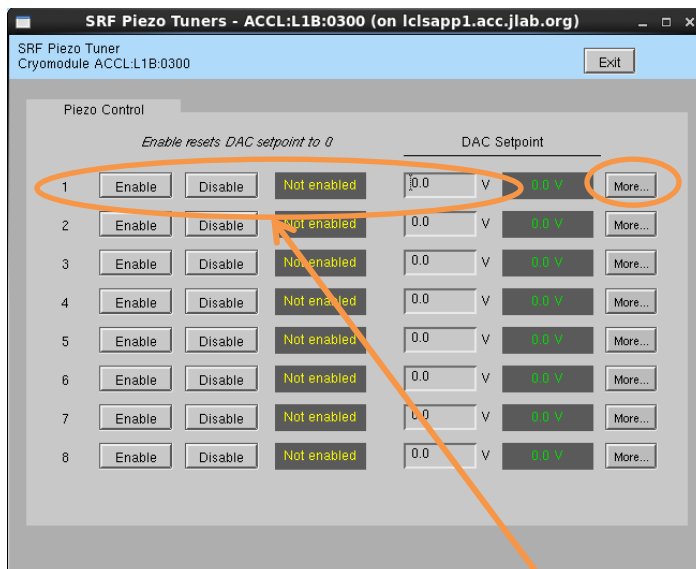 SRF Piezo Tuners - ACCL:L1B:0300 (on lclsapp1.acc.jlab.org)
SRF Piezo Tuner
Cryomodule ACCL:L1B:0300
Exit
Piezo Control
Enable resets DAC setpoint to 0 DAC Setpoint
1 Enable Disable Not enabled 0.0 V 0.0 V More...
2 Enable Disable Not enabled 0.0 V 0.0 V More...
3 Enable Disable Not enabled 0.0 V 0.0 V More...
4 Enable Disable Not enabled 0.0 V 0.0 V More...
5 Enable Disable Not enabled 0.0 V 0.0 V More...
6 Enable Disable Not enabled 0.0 V 0.0 V More...
7 Enable Disable Not enabled 0.0 V 0.0 V More...
8 Enable Disable Not enabled 0.0 V 0.0 V More...